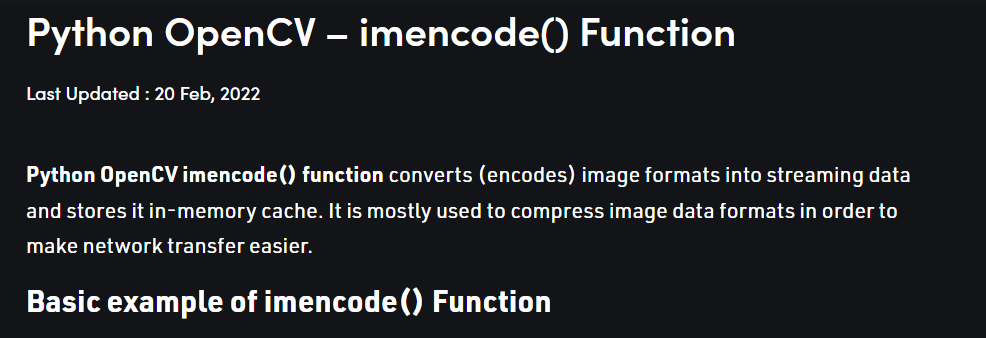 Python OpenCV – imencode() Function
Last Updated : 20 Feb, 2022
Python OpenCV imencode() function converts (encodes) image formats into streaming data
and stores it in-memory cache. It is mostly used to compress image data formats in order to
make network transfer easier.
Basic example of imencode() Function